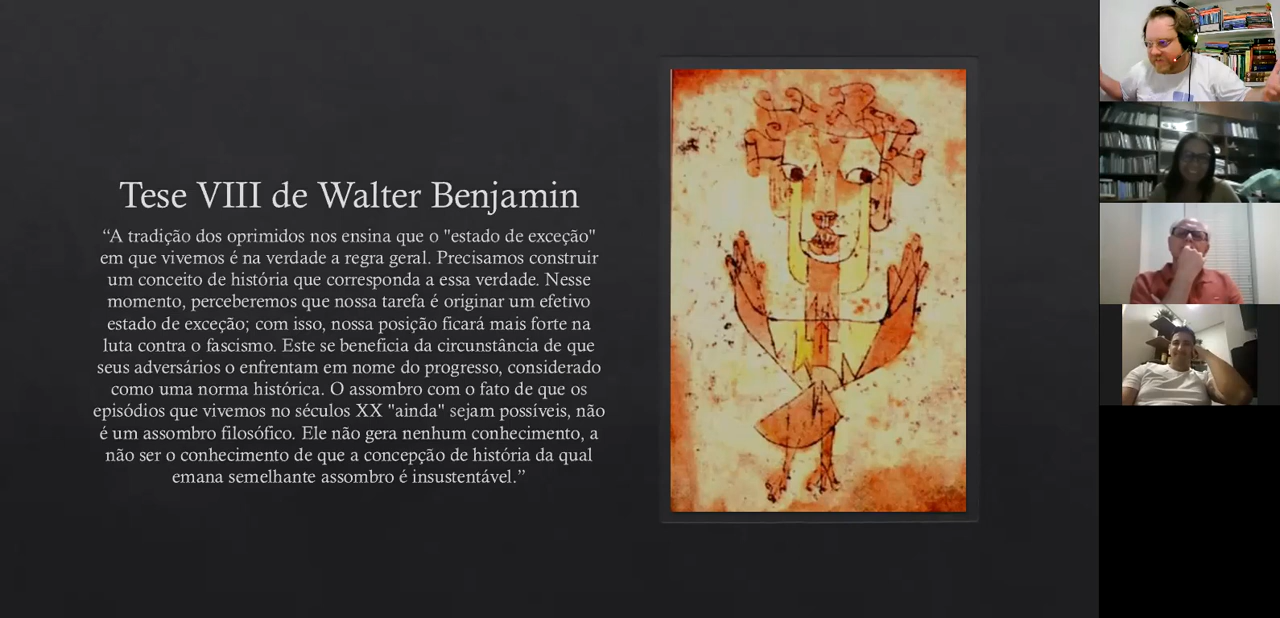 Tese VIII de Walter Benjamin
“A tradição dos oprimidos nos ensina que o "estado de exceção"
em que vivemos é na verdade a regra geral. Precisamos construir
um conceito de história que corresponda a essa verdade. Nesse
momento, perceberemos que nossa tarefa é originar um efetivo
estado de exceção; com isso, nossa posição ficará mais forte na
luta contra o fascismo. Este se beneficia da circunstância de que
seus adversários o enfrentam em nome do progresso, considerado
como uma norma histórica. O assombro com o fato de que os
episódios que vivemos no séculos XX "ainda" sejam possíveis, não
é um assombro filosófico. Ele não gera nenhum conhecimento, a
não ser o conhecimento de que a concepção de história da qual
emana semelhante assombro é insustentável.”